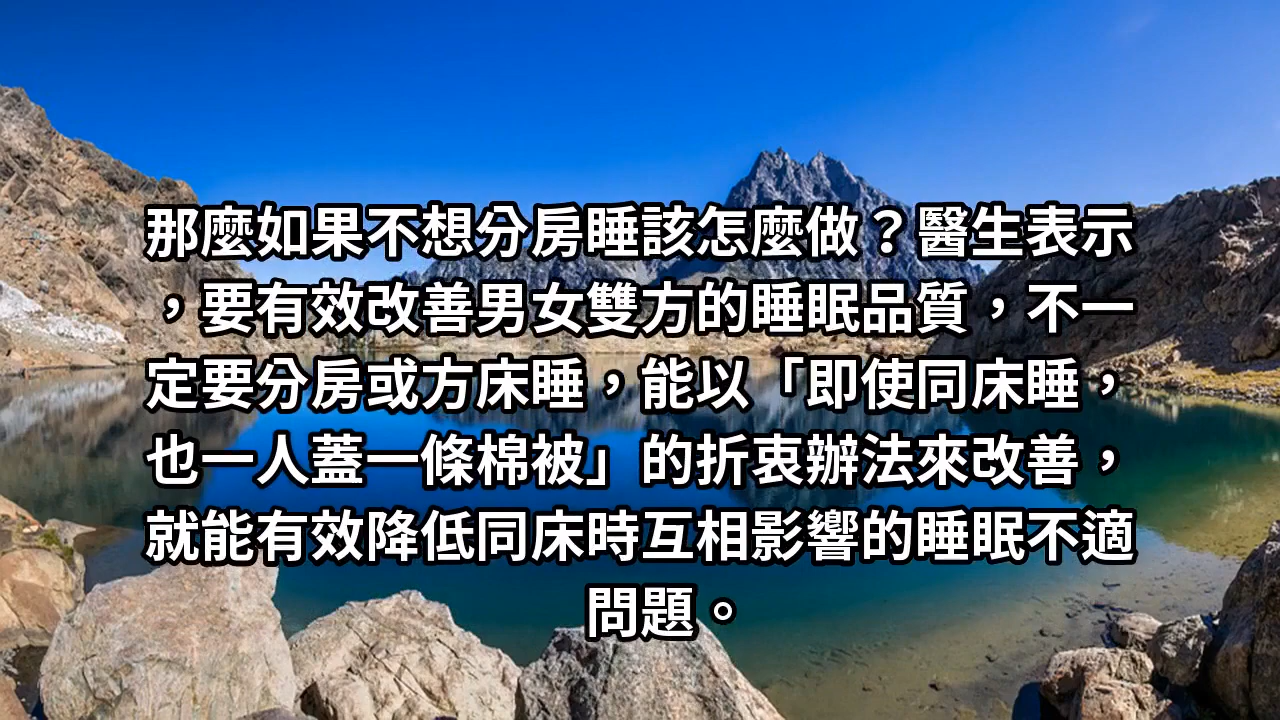 那麼如果不想分房睡該怎麼做？醫生表示
，要有效改善男女雙方的睡眠品質，不一
定要分房或方床睡，能以「即使同床睡，
也一人蓋一條棉被」的折衷辦法來改善，
就能有效降低同床時互相影響的睡眠不適
問題。